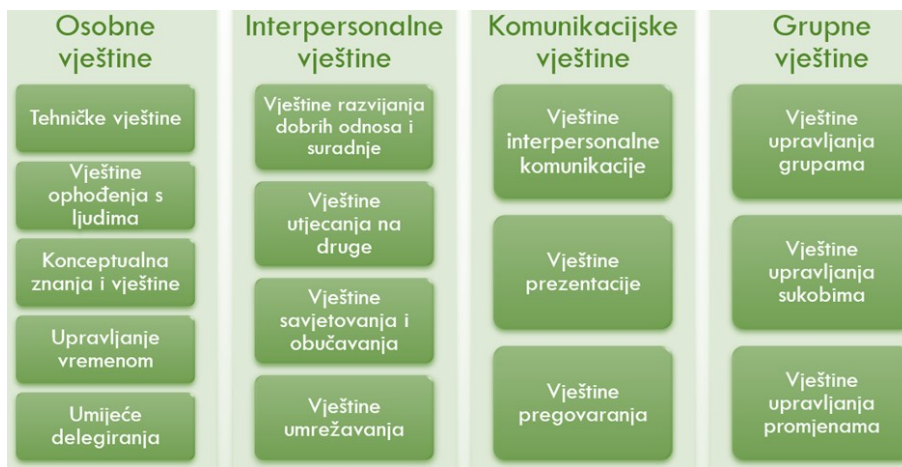 Osobne
vještine
Tehničke vještine
Vještine
ophođenja s
ljudima
Konceptualna
znanja i vještine
Upravljanje
vremenom
Umijeće
delegiranja
Interpersonalne
vještine
Vještine razvijanja
dobrih odnosa i
suradnje
Vještine
utjecanja na
druge
Vještine
savjetovanja i
obučavanja
Vještine
umrežavanja
Komunikacijske
vještine
Vještine
interpersonalne
komunikacije
Vještine
prezentacije
Vještine
pregovaranja
Grupne
vještine
Vještine
upravljanja
grupama
Vještine
upravljanja
sukobima
Vještine
upravljanja
promjenama